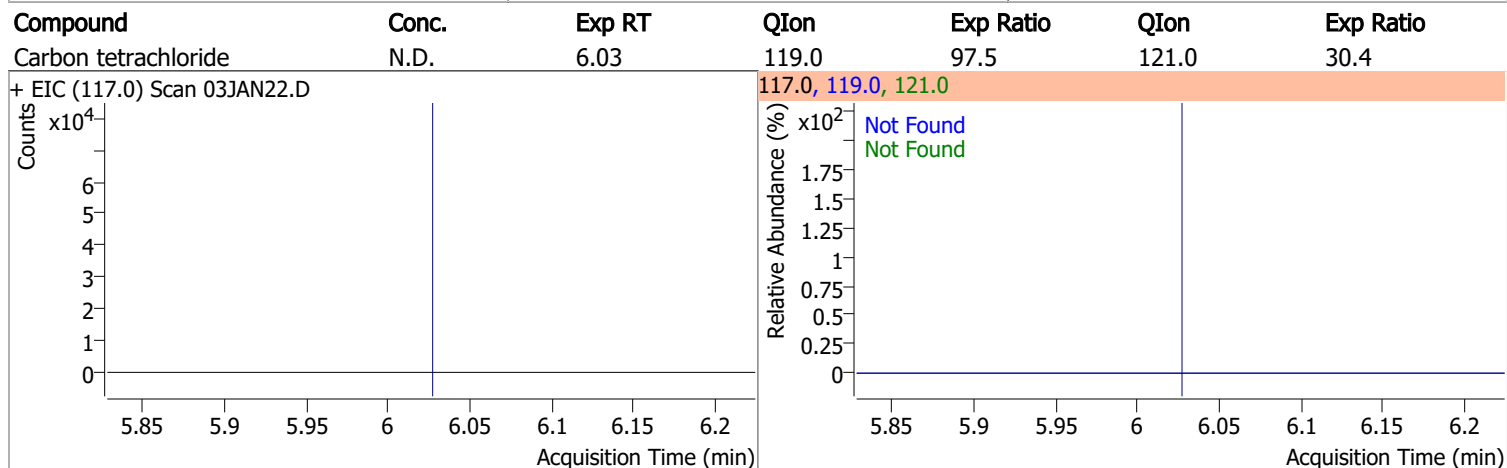 Compound Conc. Exp RT QIon Exp Ratio QIon Exp Ratio
Carbon tetrachloride N.D. 6.03 119.0 97.5 121.0 30.4
+ EIC (117.0) Scan 03JAN22.D
Counts
x10⁴
6
5
4
3
2
1
0
5.85 5.9 5.95 6 6.05 6.1 6.15 6.2
Acquisition Time (min)
117.0, 119.0, 121.0
Relative Abundance (%)
x10²
Not Found
Not Found
1.75
1.5
1.25
1
0.75
0.5
0.25
0
5.85 5.9 5.95 6 6.05 6.1 6.15 6.2
Acquisition Time (min)